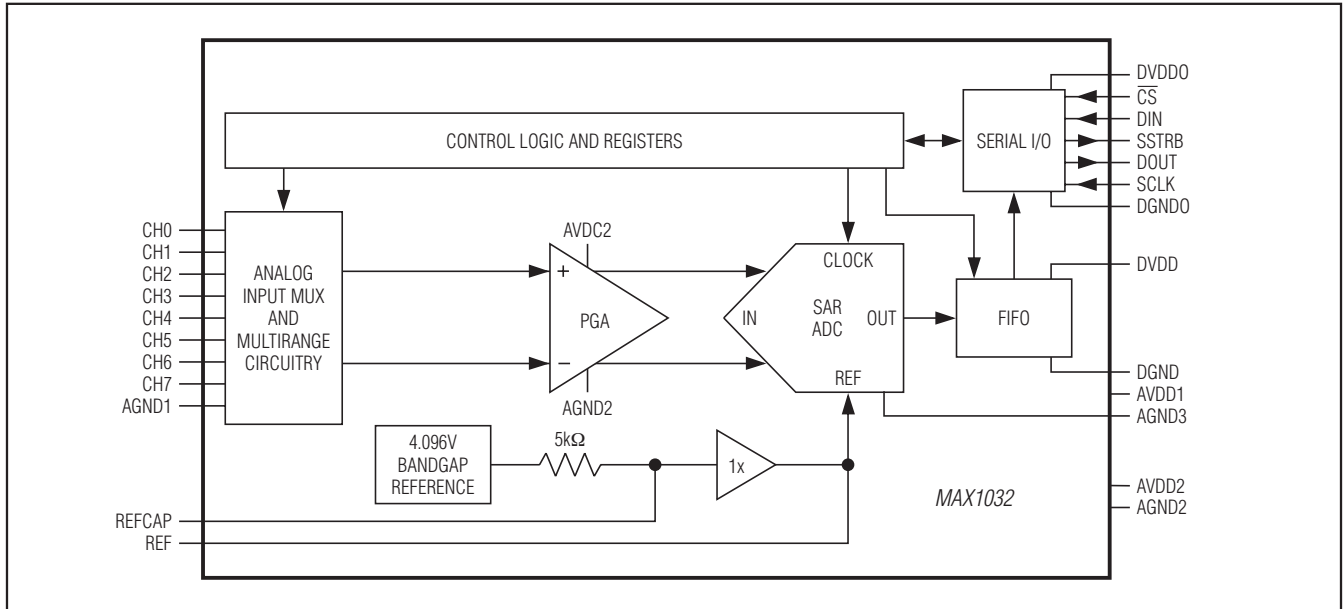 DVDDO
CS
DIN
SSTRB
DOUT
SCLK
DGNDO
SERIAL I/O
CONTROL LOGIC AND REGISTERS
CH0
CH1
CH2
CH3
CH4
CH5
CH6
CH7
AGND1
ANALOG
INPUT MUX
AND
MULTIRANGE
CIRCUITRY
AVDC2
+
PGA
−
AGND2
CLOCK
IN
SAR
ADC
OUT
REF
FIFO
DVDD
DGND
AVDD1
AGND3
4.096V
BANDGAP
REFERENCE
5kΩ
1x
MAX1032
AVDD2
AGND2
REFCAP
REF